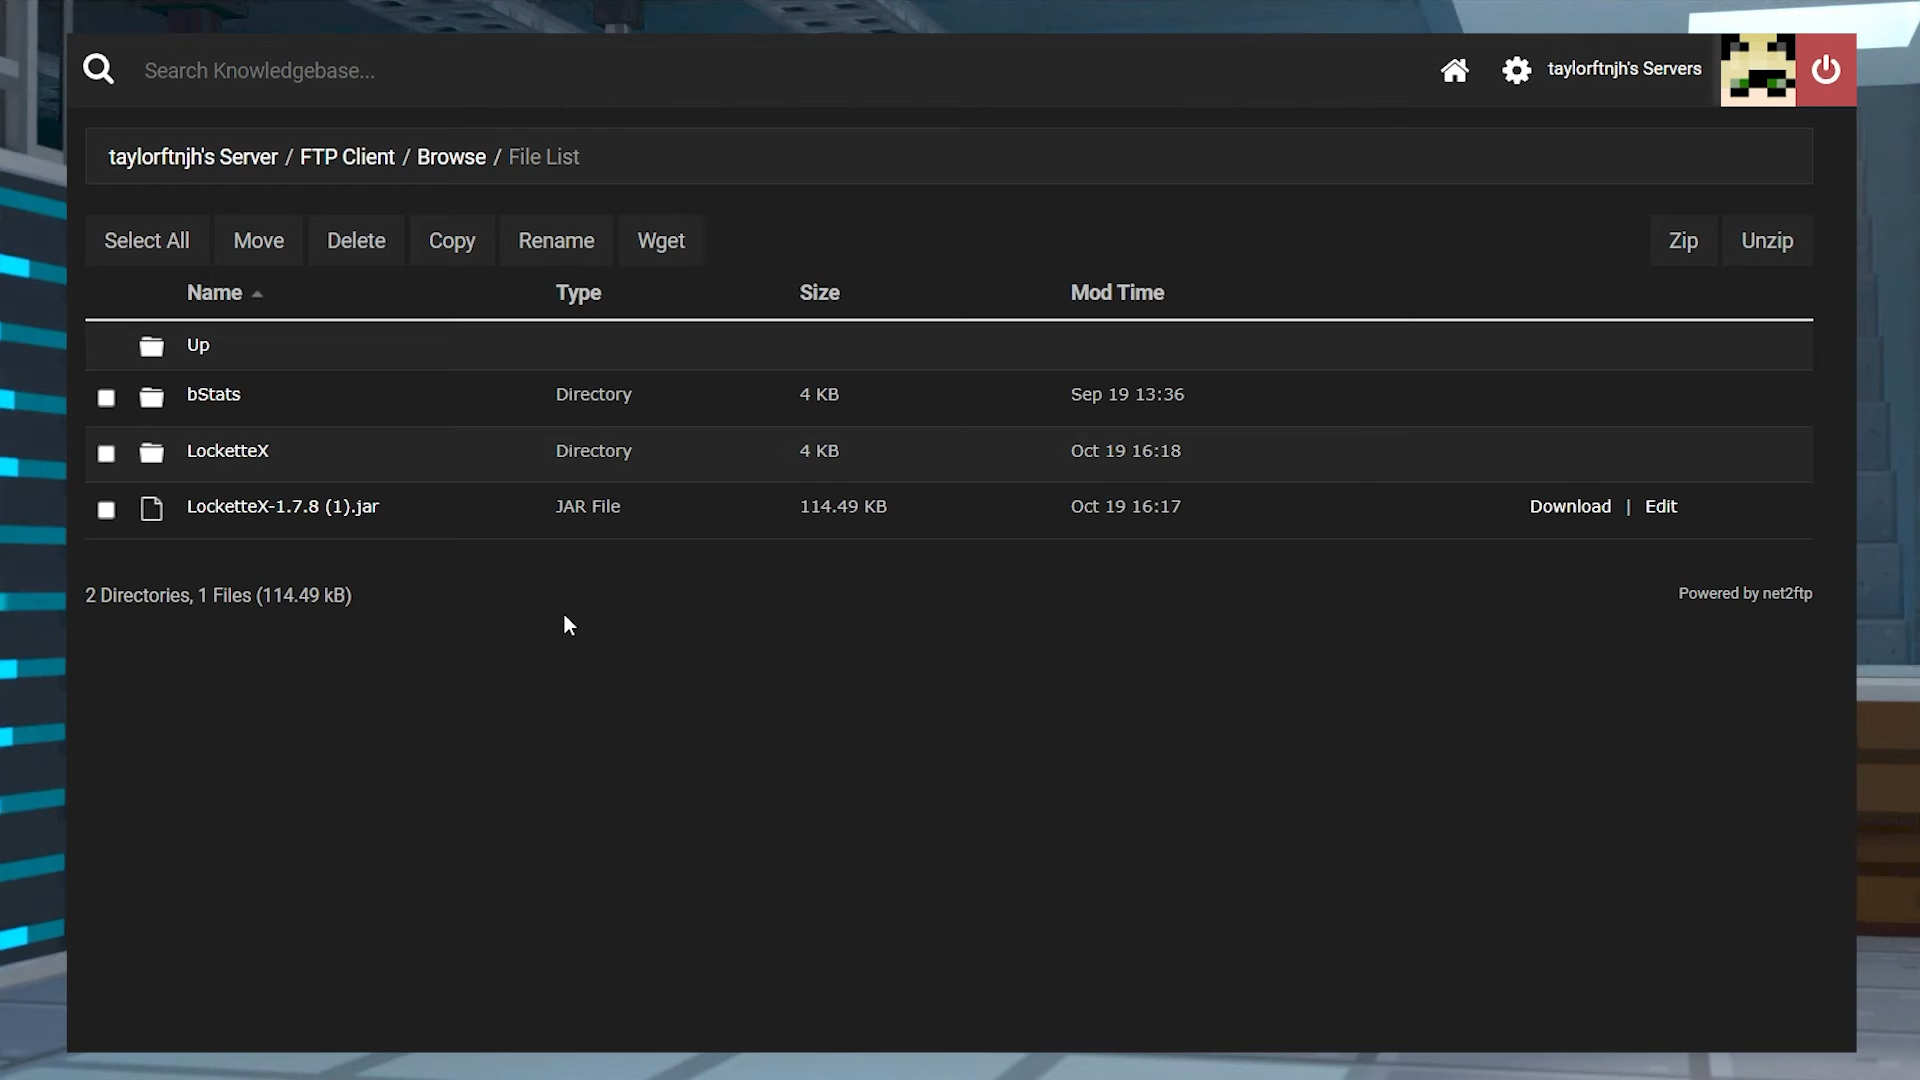 Search Knowledgebase...
taylorftnjh's Servers
taylorftnjh's Server / FTP Client / Browse / File List
Select All Move Delete Copy Rename Wget Zip Unzip
Name Type Size Mod Time
Up
bStats Directory 4 KB Sep 19 13:36
LocketteX Directory 4 KB Oct 19 16:18
LocketteX-1.7.8 (1).jar JAR File 114.49 KB Oct 19 16:17 Download | Edit
2 Directories, 1 Files (114.49 kB)
Powered by net2ftp